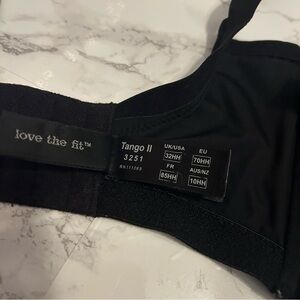 love the fit™
Tango II
3251
UK/USA EU
32HH 70HH
FR AUS/NZ
85HH 10HH